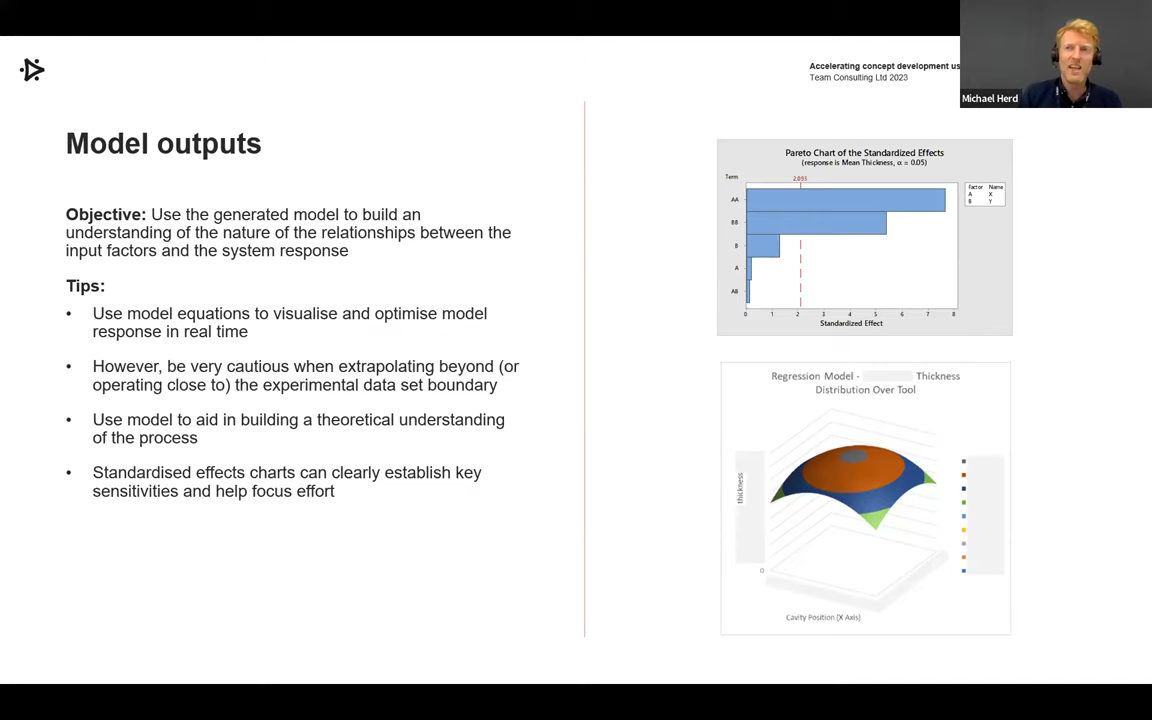 Accelerating concept development us
Team Consulting Ltd 2023
Michael Herd
Model outputs
Objective: Use the generated model to build an
understanding of the nature of the relationships between the
input factors and the system response
Tips:
• Use model equations to visualise and optimise model
response in real time
• However, be very cautious when extrapolating beyond (or
operating close to) the experimental data set boundary
• Use model to aid in building a theoretical understanding
of the process
• Standardised effects charts can clearly establish key
sensitivities and help focus effort
Pareto Chart of the Standardized Effects
(response is Mean Thickness, α = 0.05)
Term
2.093
Factor Name
A X
B Y
AA
BB
B
A
AB
0 1 2 3 4 5 6 7 8
Standardized Effect
Regression Model - Thickness
Distribution Over Tool
thickness
0
Cavity Position (X Axis)